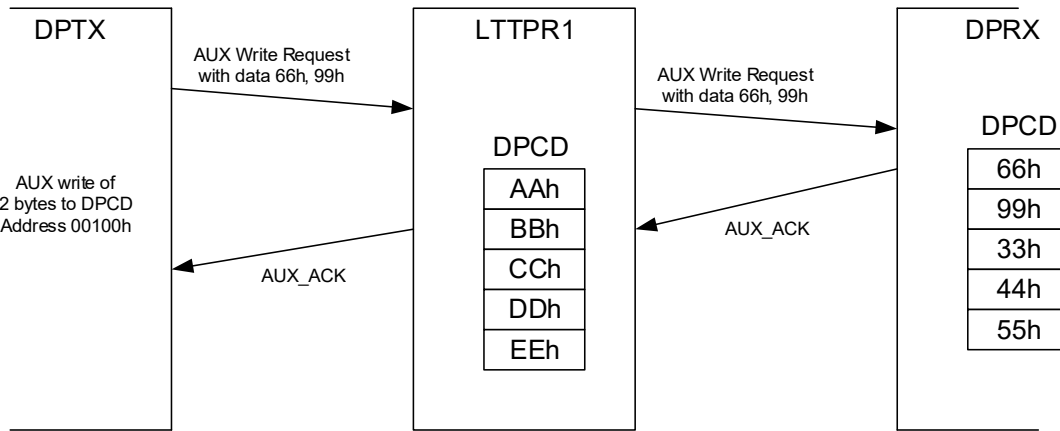 DPTX
LTTPR1
DPRX
AUX Write Request
with data 66h, 99h
AUX Write Request
with data 66h, 99h
AUX write of
2 bytes to DPCD
Address 00100h
DPCD
AAh
BBh
CCh
DDh
EEh
DPCD
66h
99h
33h
44h
55h
AUX_ACK
AUX_ACK